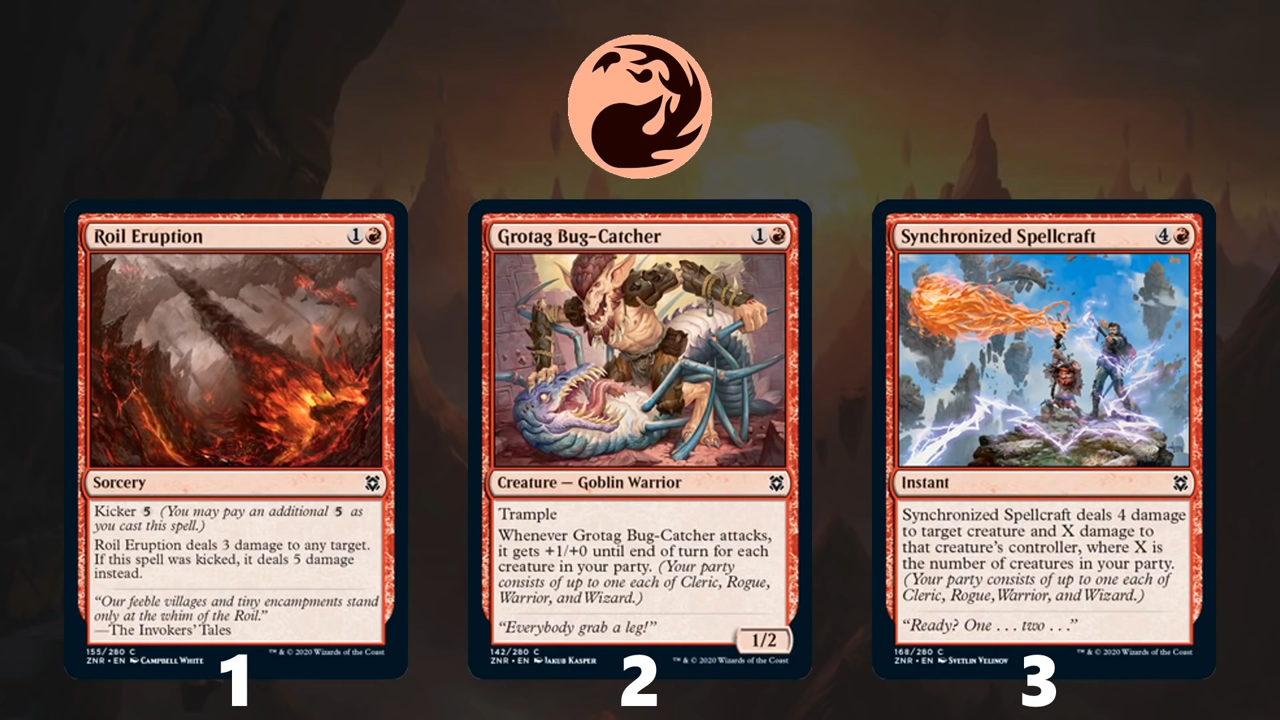 Roil Eruption 1
Sorcery
Kicker 5 (You may pay an additional 5 as
you cast this spell.)
Roil Eruption deals 3 damage to any target.
If this spell was kicked, it deals 5 damage
instead.
“Our feeble villages and tiny encampments stand
only at the whim of the Roil.”
—The Invokers’ Tales
155/280 C
ZNR • EN Campbell White ™ & © 2020 Wizards of the Coast
1
Grotag Bug-Catcher 1
Creature — Goblin Warrior
Trample
Whenever Grotag Bug-Catcher attacks,
it gets +1/+0 until end of turn for each
creature in your party. (Your party
consists of up to one each of Cleric, Rogue,
Warrior, and Wizard.)
“Everybody grab a leg!”
1/2
142/280 C
ZNR • EN Jakub Kasper ™ & © 2020 Wizards of the Coast
2
Synchronized Spellcraft 4
Instant
Synchronized Spellcraft deals 4 damage
to target creature and X damage to
that creature’s controller, where X is
the number of creatures in your party.
(Your party consists of up to one each of
Cleric, Rogue, Warrior, and Wizard.)
“Ready? One . . . two . . .”
168/280 C
ZNR • EN Svetlin Velinov ™ & © 2020 Wizards of the Coast
3